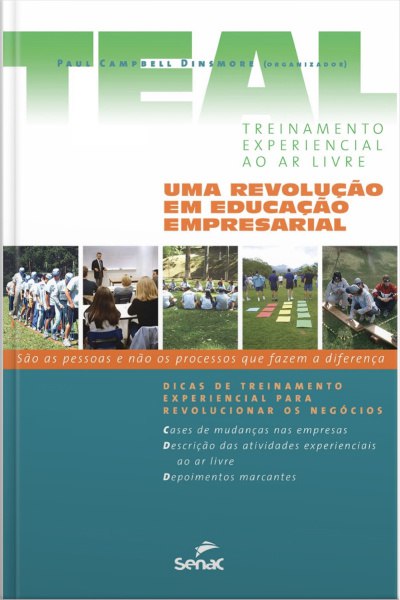 TEAL
PAUL CAMPBELL DINSMORE (ORGANIZADOR)
TREINAMENTO
EXPERIENCIAL
AO AR LIVRE
UMA REVOLUÇÃO
EM EDUCAÇÃO
EMPRESARIAL
São as pessoas e não os processos que fazem a diferença
DICAS DE TREINAMENTO
EXPERIENCIAL PARA
REVOLUCIONAR OS NEGÓCIOS
Cases de mudanças nas empresas
Descrição das atividades experienciais
ao ar livre
Depoimentos marcantes
senac